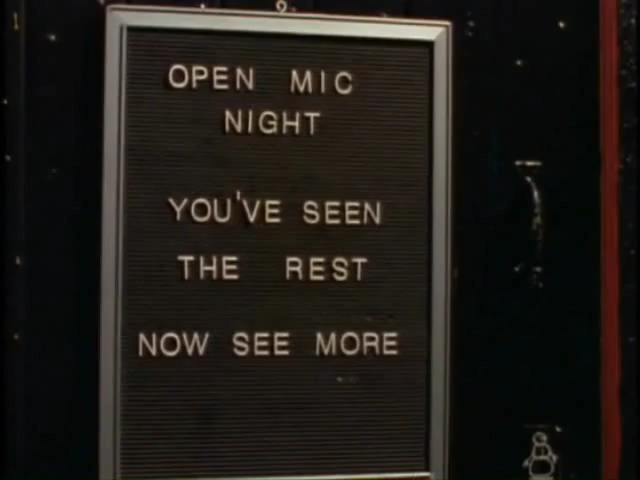 OPEN MIC
NIGHT
YOU'VE SEEN
THE REST
NOW SEE MORE